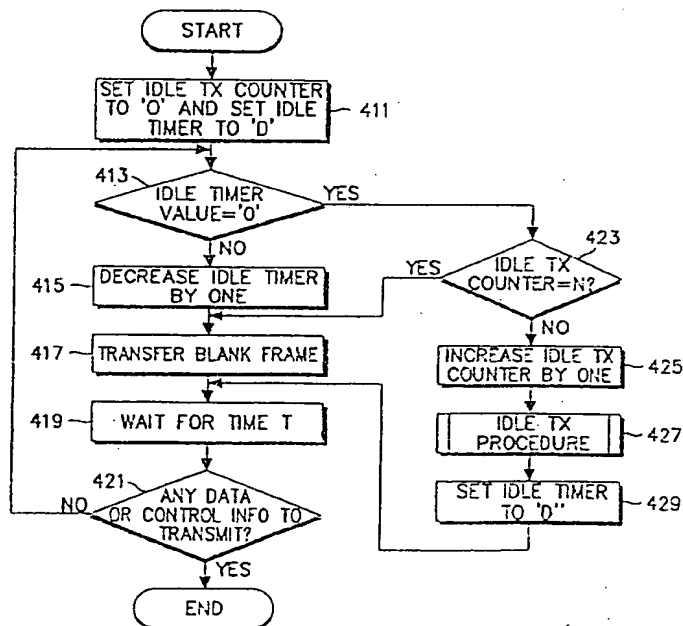 START
SET IDLE TX COUNTER
TO 'O' AND SET IDLE
TIMER TO 'D'
411
413
IDLE TIMER
VALUE='O'
YES
NO
415
DECREASE IDLE TIMER
BY ONE
423
IDLE TX
COUNTER=N?
YES
NO
417
TRANSFER BLANK FRAME
INCREASE IDLE TX
COUNTER BY ONE
425
419
WAIT FOR TIME T
IDLE TX
PROCEDURE
427
421
ANY DATA
OR CONTROL INFO TO
TRANSMIT?
NO
YES
SET IDLE TIMER
TO 'D''
429
END